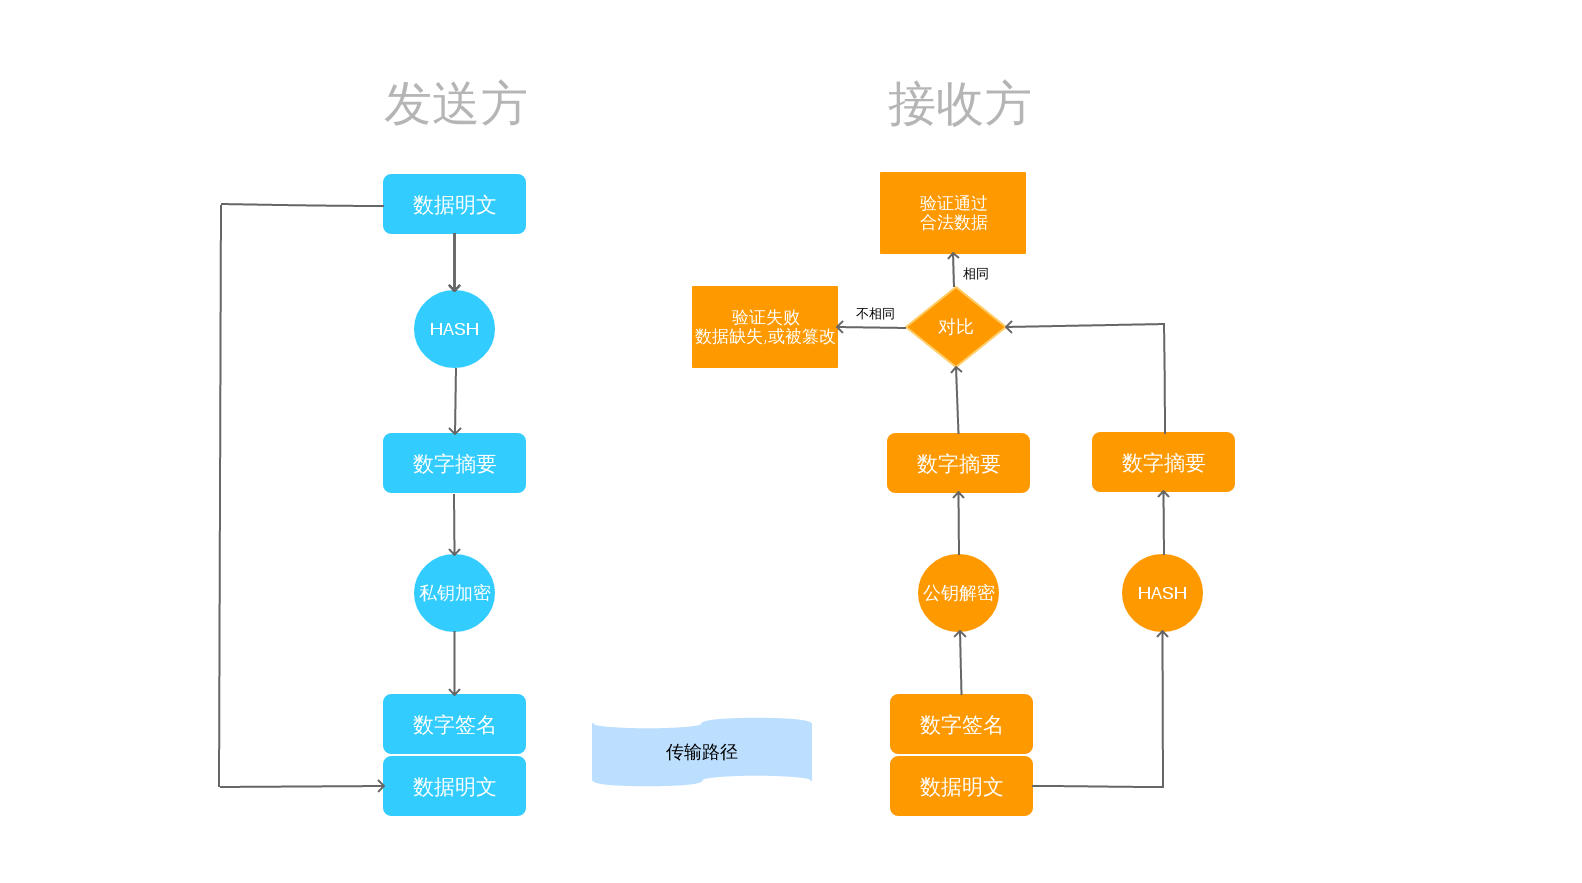 发送方
数据明文
HASH
数字摘要
私钥加密
数字签名
数据明文
传输路径
接收方
验证通过
合法数据
相同
不相同
验证失败
数据缺失,或被篡改
对比
数字摘要
数字摘要
公钥解密
HASH
数字签名
数据明文